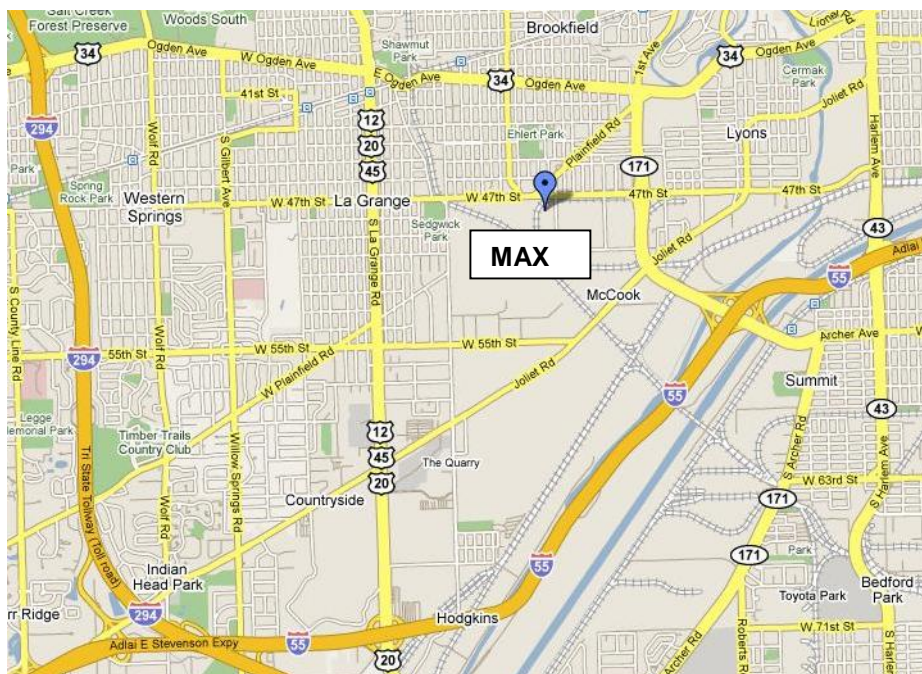 Salt Creek
Forest Preserve
Woods South
Brookfield
34
Ogden Ave
W Ogden Ave
Shawmut
Park
E Ogden Ave
34
Ogden Ave
1st Ave
Ogden Ave
34
Cermak
Park
41st St
12
20
45
Ehlert Park
Plainfield Rd
Joliet Rd
Lyons
Harlem Ave
294
Wolf Rd
S Gilbert Ave
171
Park
Spring
Rock Park
Western
Springs
W 47th St
La Grange
W 47th St
47th St
47th St
Sedgwick
Park
S La Grange Rd
MAX
Joliet Rd
43
55
Adlai
McCook
S County Line Rd
Wolf Rd
294
55th St
W 55th St
W Plainfield Rd
W 55th St
Joliet Rd
Archer Ave
Summit
55
43
Legge
Memorial Park
Timber Trails
Country Club
Willow Springs Rd
12
45
20
The Quarry
Countryside
S Archer Rd
W 63rd St
171
S Harlem Ave
Tri State Tollway (Toll road)
Wolf Rd
171
Park
Indian
Head Park
55
Toyota Park
Bedford
Park
rr Ridge
294
Hodgkins
Adlai E Stevenson Expy
55
20
Archer Rd
Roberts Rd
W 71st St
S Harlem